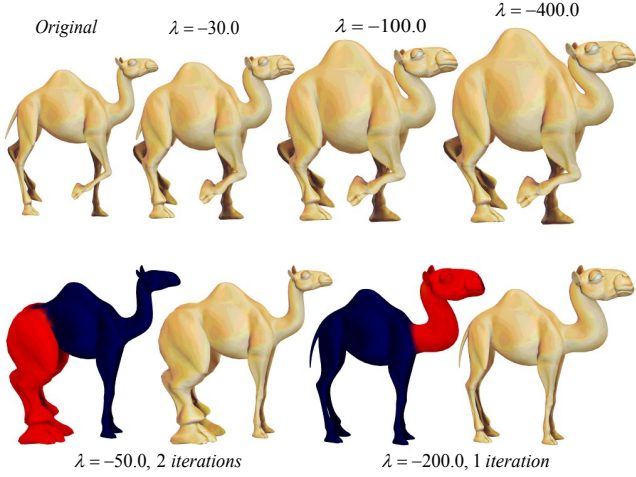 Original
λ = −30.0
λ = −100.0
λ = −400.0
λ = −50.0, 2 iterations
λ = −200.0, 1 iteration